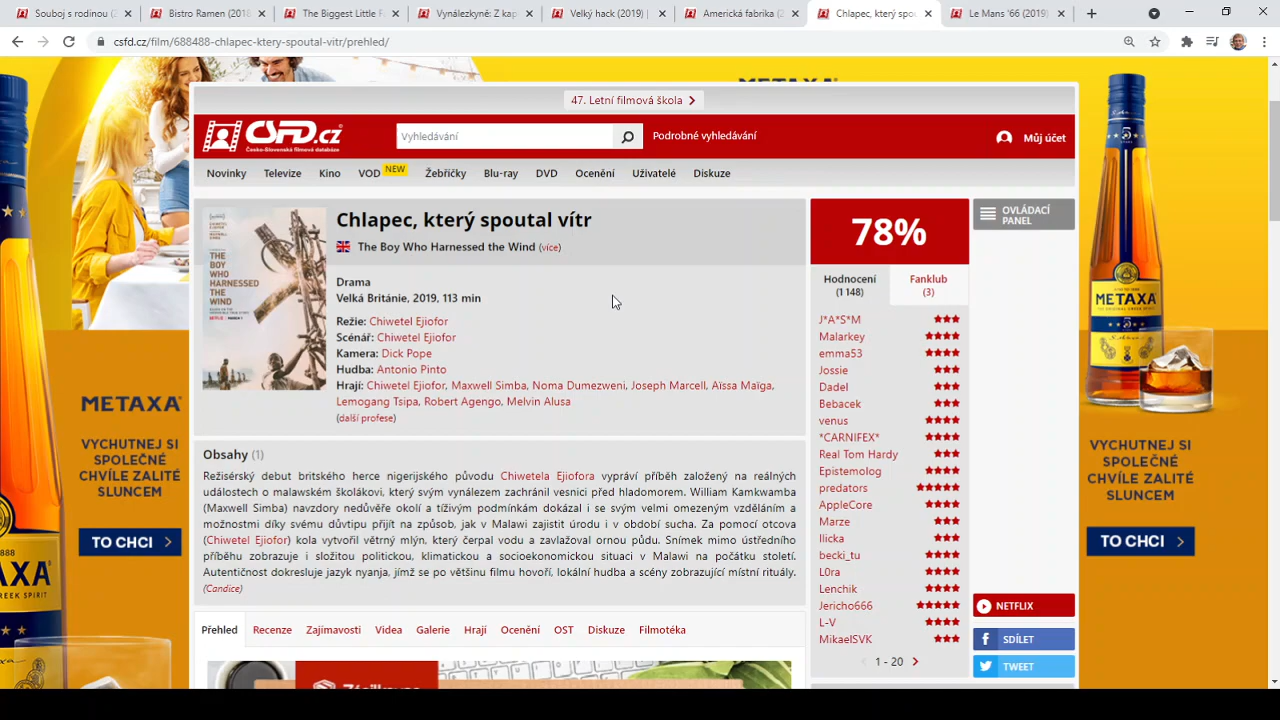 Souboj s rodinou (2
Bistro Ramen (2018
The Biggest Little F
Vynálezkyně: Z kap
Velký hack (2019) |
Americká fabrika (2
Chlapec, který spou
Le Mans '66 (2019)
csfd.cz/film/688488-chlapec-ktery-spoutal-vitr/prehled/
METAXA
47. Letní filmová škola
ČSFD.cz
Česko-Slovenská filmová databáze
Vyhledávání
Podrobné vyhledávání
Můj účet
Novinky Televize Kino VOD NEW Žebříčky Blu-ray DVD Ocenění Uživatelé Diskuze
THE BOY
WHO
HARNESSED
THE
WIND
NETFLIX
Chlapec, který spoutal vítr
The Boy Who Harnessed the Wind (více)
Drama
Velká Británie, 2019, 113 min
Režie: Chiwetel Ejiofor
Scénář: Chiwetel Ejiofor
Kamera: Dick Pope
Hudba: Antonio Pinto
Hrají: Chiwetel Ejiofor, Maxwell Simba, Noma Dumezweni, Joseph Marcell, Aïssa Maïga,
Lemogang Tsipa, Robert Agengo, Melvin Alusa
(další profese)
Obsahy (1)
Režisérský debut britského herce nigerijského původu Chiwetela Ejiofora vypráví příběh založený na reálných
událostech o malawském školákovi, který svým vynálezem zachránil vesnici před hladomorem. William Kamkwamba
(Maxwell Simba) navzdory nedůvěře okolí a tíživým podmínkám dokázal i se svým velmi omezeným vzděláním a
možnostmi díky svému důvtipu přijít na způsob, jak v Malawi zajistit úrodu i v období sucha. Za pomocí otcova
(Chiwetel Ejiofor) kola vytvořil větrný mlýn, který čerpal vodu a zavlažoval ornou půdu. Snímek mimo ústředního
příběhu zobrazuje i složitou politickou, klimatickou a socioekonomickou situaci v Malawi na počátku století.
Autentičnost dokresluje jazyk nyanja, jímž se po většinu filmu hovoří, lokální hudba a scény zobrazující místní rituály.
(Candice)
Přehled Recenze Zajímavosti Videa Galerie Hrají Ocenění OST Diskuze Filmotéka
78%
Hodnocení
(1 148)
Fanklub
(3)
J*A*S*M
Malarkey
emma53
Jossie
Dadel
Bebacek
venus
*CARNIFEX*
Real Tom Hardy
Epistemolog
predators
AppleCore
Marze
Ilicka
becki_tu
L0ra
Lenchik
Jericho666
L-V
MikaelSVK
1 - 20
OVLÁDACÍ
PANEL
NETFLIX
SDÍLET
TWEET
METAXA
VYCHUTNEJ SI
SPOLEČNÉ
CHVÍLE ZALITÉ
SLUNCEM
TO CHCI
METAXA
VYCHUTNEJ SI
SPOLEČNÉ
CHVÍLE ZALITÉ
SLUNCEM
TO CHCI